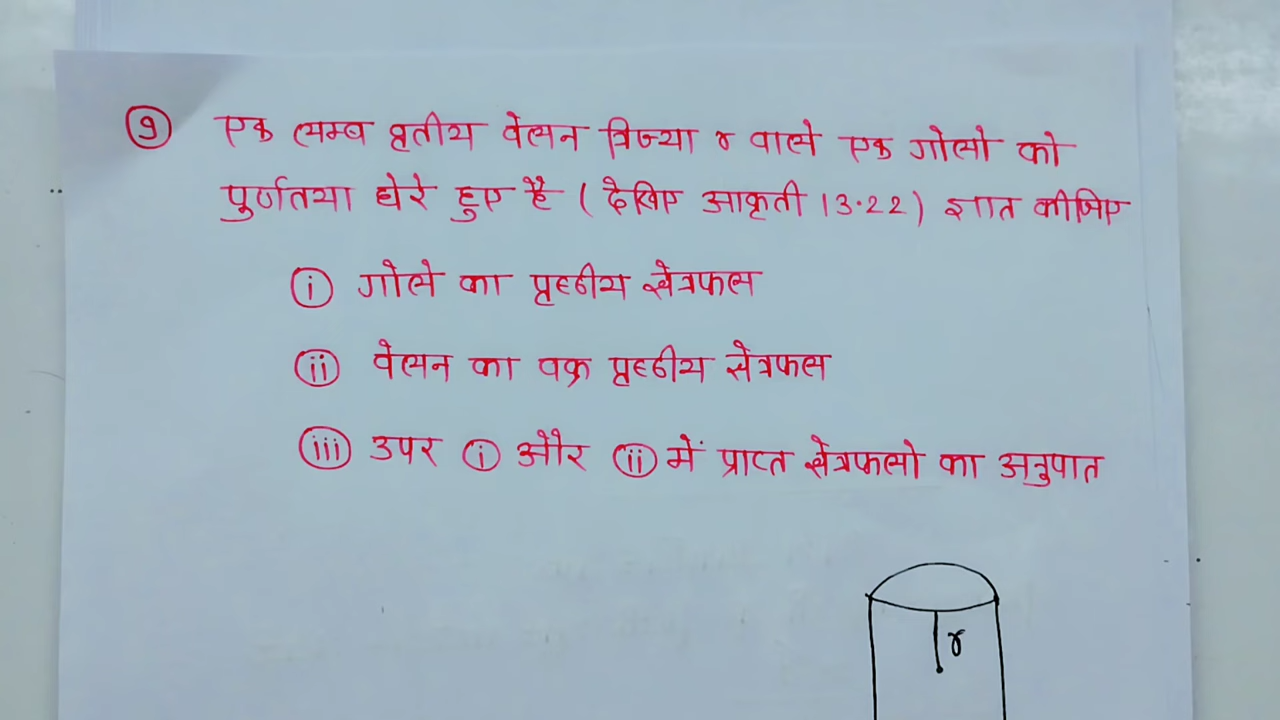 9 एक लम्ब वृतीय बेलन त्रिज्या r वाले एक गोलो को
पुर्णतया घेरे हुए है ( देखिए आकृती 13.22 ) ज्ञात कीजिए
i गोले का पृष्ठीय क्षेत्रफल
ii बेलन का वक्र पृष्ठीय क्षेत्रफल
iii उपर i और ii में प्राप्त क्षेत्रफलो का अनुपात
r